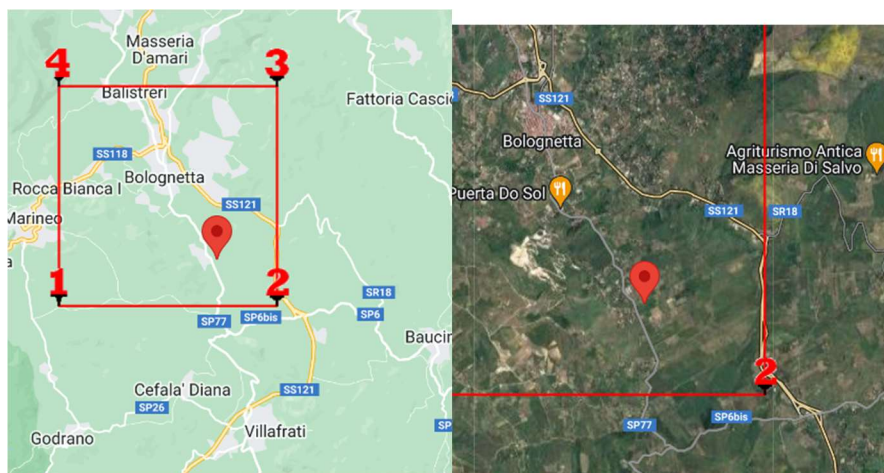 Masseria
D'amari
4
3
Balistreri
Fattoria Casci
SS118
Rocca Bianca I
Bolognetta
Marineo
SS121
a
1
2
SR18
SP77
SP6bis
SP6
Baucin
Cefala' Diana
SS121
SP26
SP
Godrano
Villafrati
SS121
Bolognetta
Agriturismo Antica
Masseria Di Salvo
Puerta Do Sol
SS121
SR18
2
SP6bis
SP77